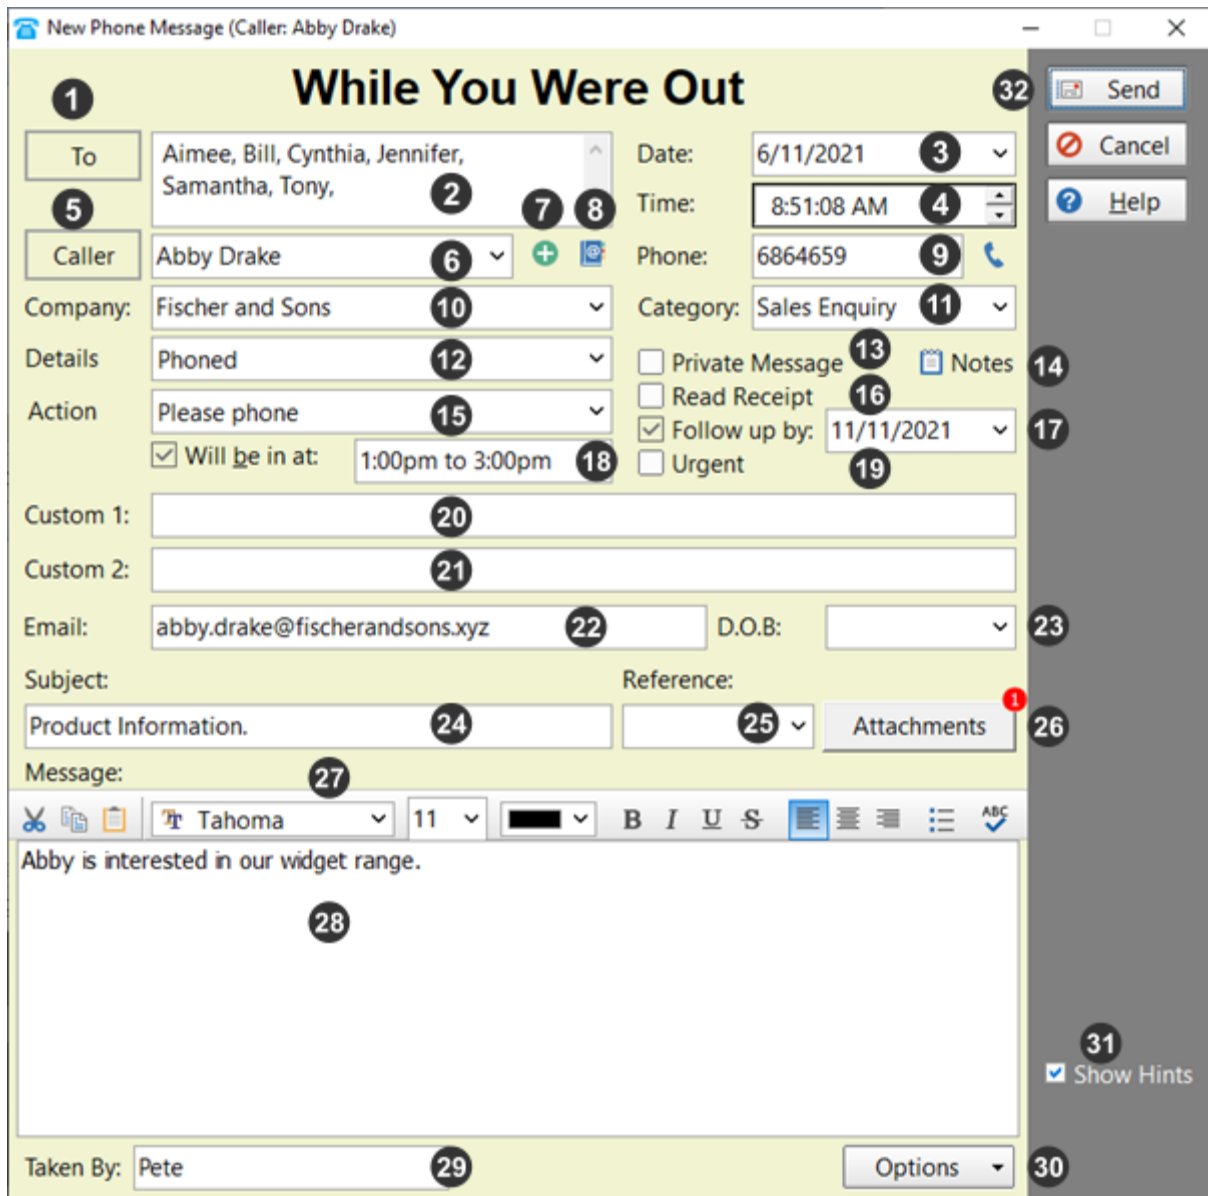 New Phone Message (Caller: Abby Drake)
While You Were Out
1
32
Send
To
Aimee, Bill, Cynthia, Jennifer,
Samantha, Tony,
2
Date:
6/11/2021
3
Cancel
5
7
8
Time:
8:51:08 AM
4
Help
Caller
Abby Drake
6
Phone:
6864659
9
Company:
Fischer and Sons
10
Category:
Sales Enquiry
11
Details
Phoned
12
Private Message
13
Notes
14
Read Receipt
16
Action
Please phone
15
Follow up by:
11/11/2021
17
Will be in at:
1:00pm to 3:00pm
18
Urgent
19
Custom 1:
20
Custom 2:
21
Email:
abby.drake@fischerandsons.xyz
22
D.O.B:
23
Subject:
Reference:
Product Information.
24
25
Attachments
1
26
Message:
27
Tahoma
11
B I U S
ABC
Abby is interested in our widget range.
28
31
Show Hints
Taken By:
Pete
29
Options
30